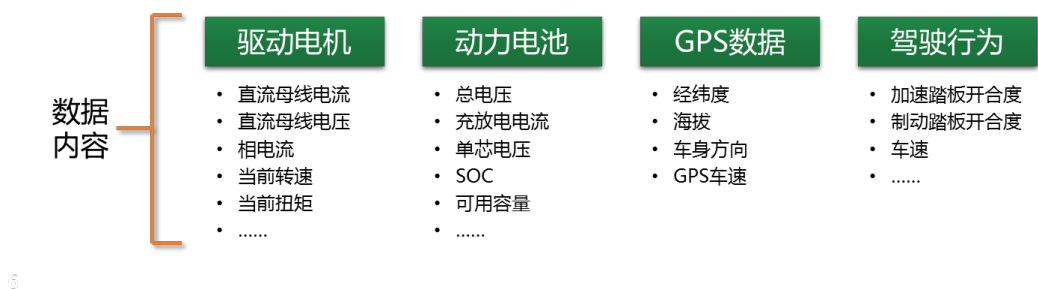 数据
内容
驱动电机
• 直流母线电流
• 直流母线电压
• 相电流
• 当前转速
• 当前扭矩
• ......
动力电池
• 总电压
• 充放电电流
• 单芯电压
• SOC
• 可用容量
• ......
GPS数据
• 经纬度
• 海拔
• 车身方向
• GPS车速
驾驶行为
• 加速踏板开合度
• 制动踏板开合度
• 车速
• ......
6